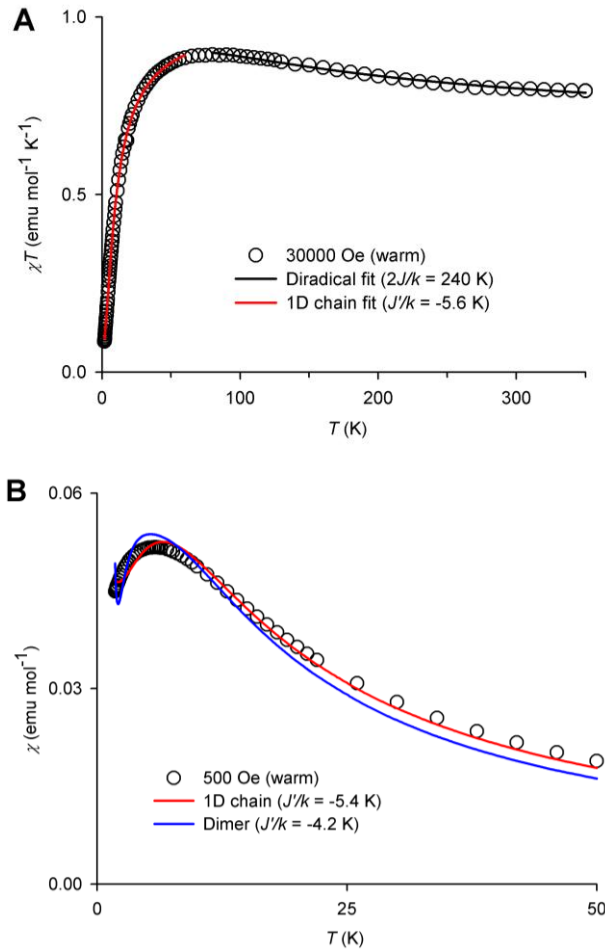 A
1.0
0.5
0.0
χT (emu mol⁻¹ K⁻¹)
30000 Oe (warm)
Diradical fit (2J/k = 240 K)
1D chain fit (J'/k = -5.6 K)
0 100 200 300
T (K)
B
0.06
0.03
0.00
χ (emu mol⁻¹)
500 Oe (warm)
1D chain (J'/k = -5.4 K)
Dimer (J'/k = -4.2 K)
0 25 50
T (K)